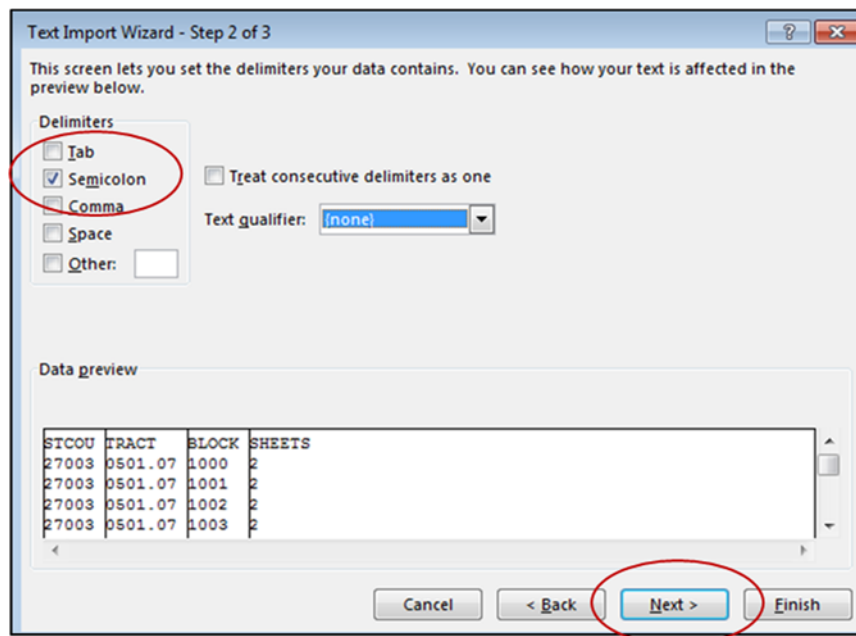 Text Import Wizard - Step 2 of 3
This screen lets you set the delimiters your data contains. You can see how your text is affected in the
preview below.
Delimiters
Tab
Semicolon
Comma
Space
Other:
Treat consecutive delimiters as one
Text qualifier: {none}
Data preview
STCOU TRACT BLOCK SHEETS
27003 0501.07 1000 2
27003 0501.07 1001 2
27003 0501.07 1002 2
27003 0501.07 1003 2
Cancel < Back Next > Finish